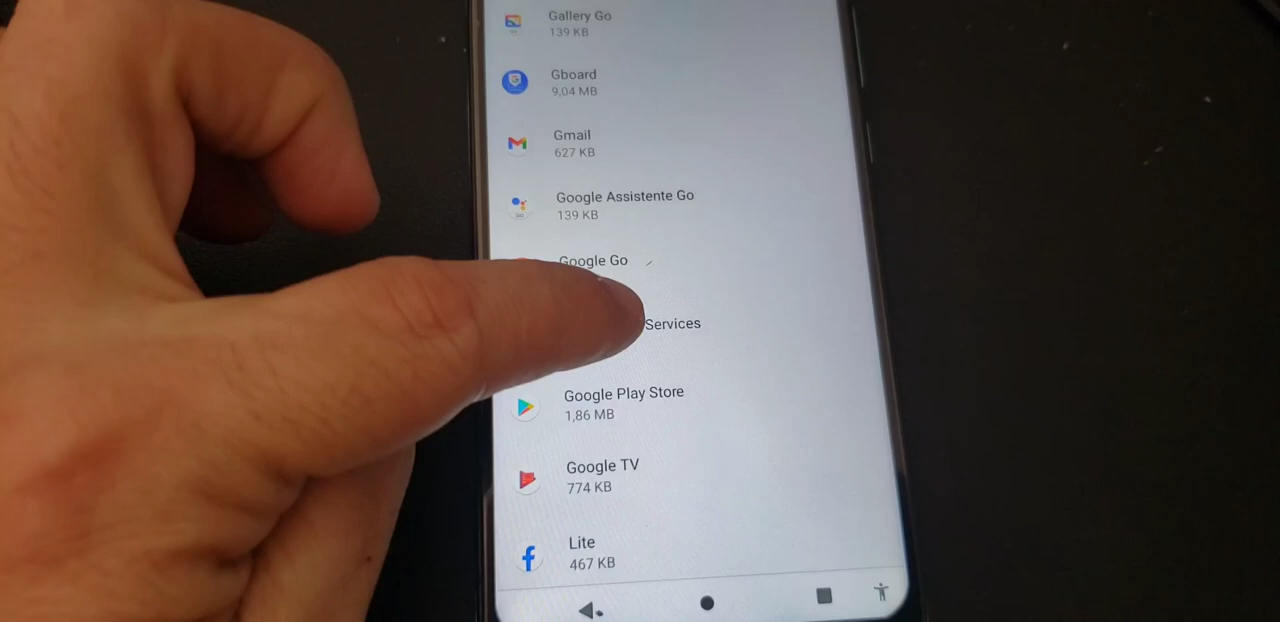 Gallery Go
139 KB
Gboard
9,04 MB
Gmail
627 KB
Google Assistente Go
139 KB
Google Go
Services
Google Play Store
1,86 MB
Google TV
774 KB
Lite
467 KB